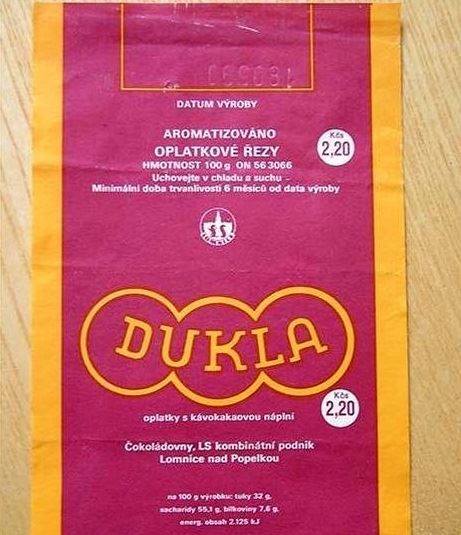 DATUM VÝROBY
AROMATIZOVÁNO
OPLATKOVÉ ŘEZY
HMOTNOST 100 g ON 56 3066
Uchovejte v chladu a suchu -
Minimální doba trvanlivosti 6 měsíců od data výroby
Kčs
2,20
DUKLA
Kčs
2,20
oplatky s kávokakaovou náplní
Čokoládovny, LS kombinátní podnik
Lomnice nad Popelkou
na 100 g výrobku: tuky 32 g,
sacharidy 55,1 g, bílkoviny 7,6 g,
energ. obsah 2.125 kJ